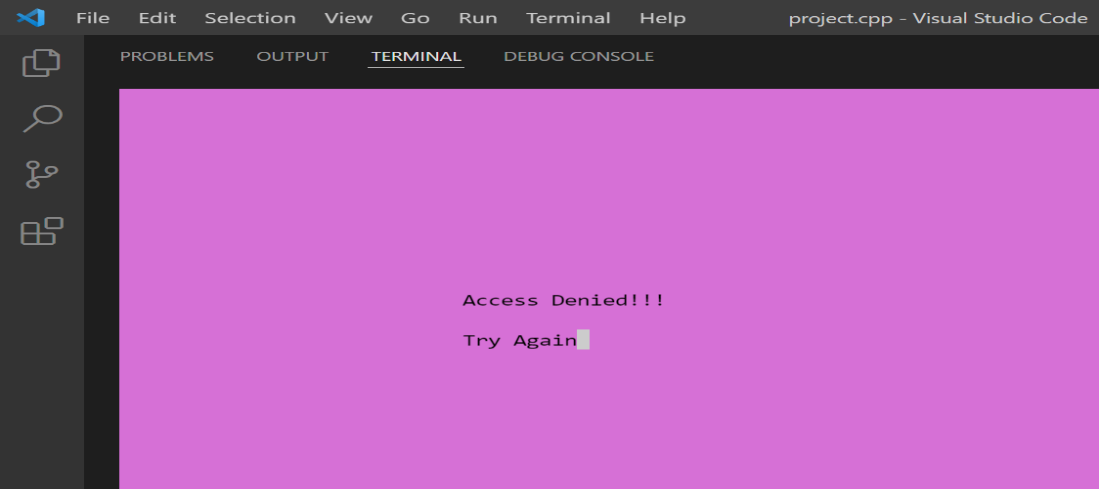 File Edit Selection View Go Run Terminal Help project.cpp - Visual Studio Code
PROBLEMS OUTPUT TERMINAL DEBUG CONSOLE
Access Denied!!!
Try Again